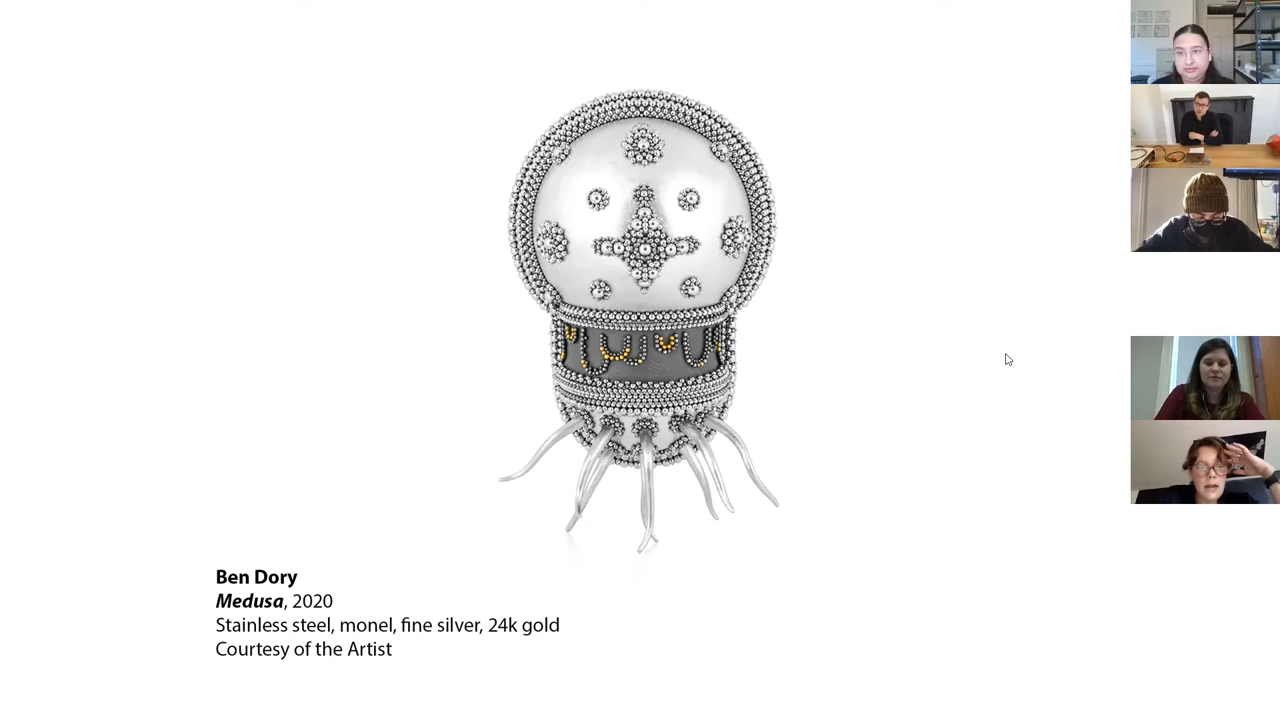 Ben Dory
Medusa, 2020
Stainless steel, monel, fine silver, 24k gold
Courtesy of the Artist